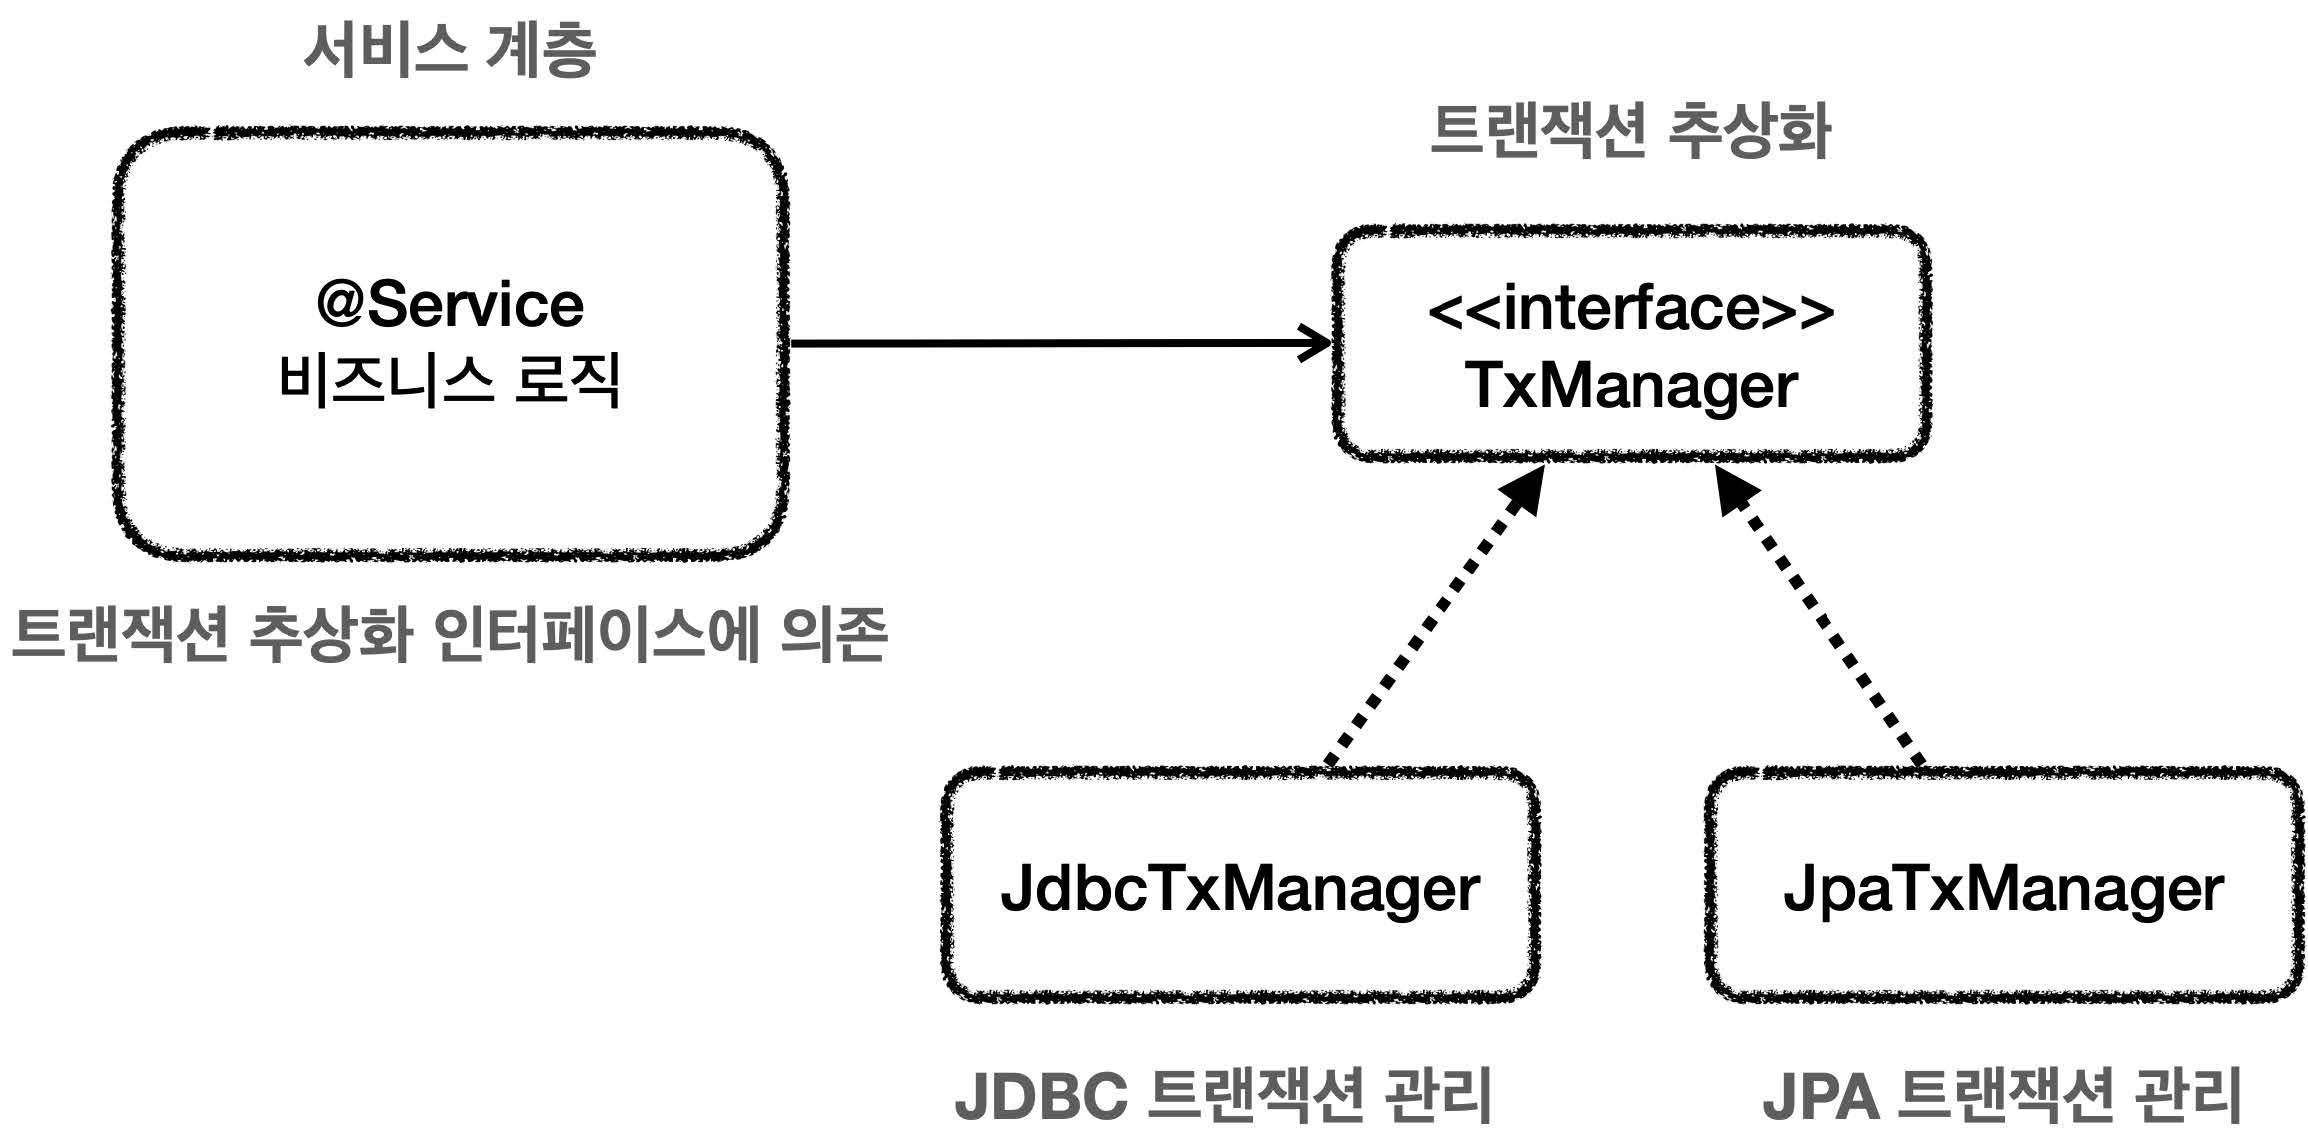 서비스 계층
@Service
비즈니스 로직
트랜잭션 추상화 인터페이스에 의존
트랜잭션 추상화
<<interface>>
TxManager
JdbcTxManager
JDBC 트랜잭션 관리
JpaTxManager
JPA 트랜잭션 관리